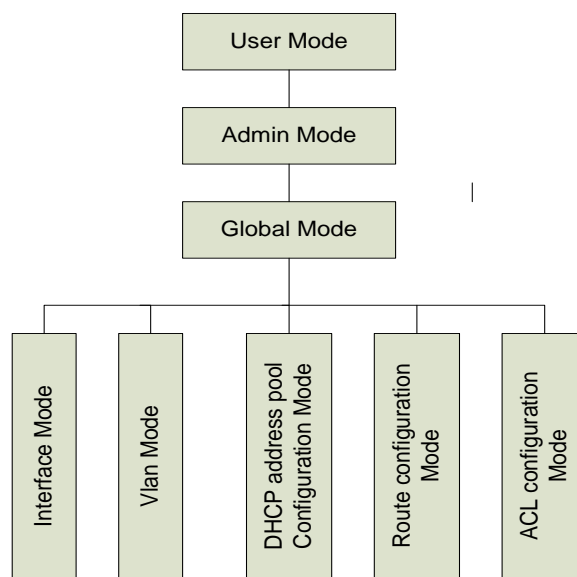 User Mode
Admin Mode
Global Mode
Interface Mode
Vlan Mode
DHCP address pool
Configuration Mode
Route configuration
Mode
ACL configuration
Mode